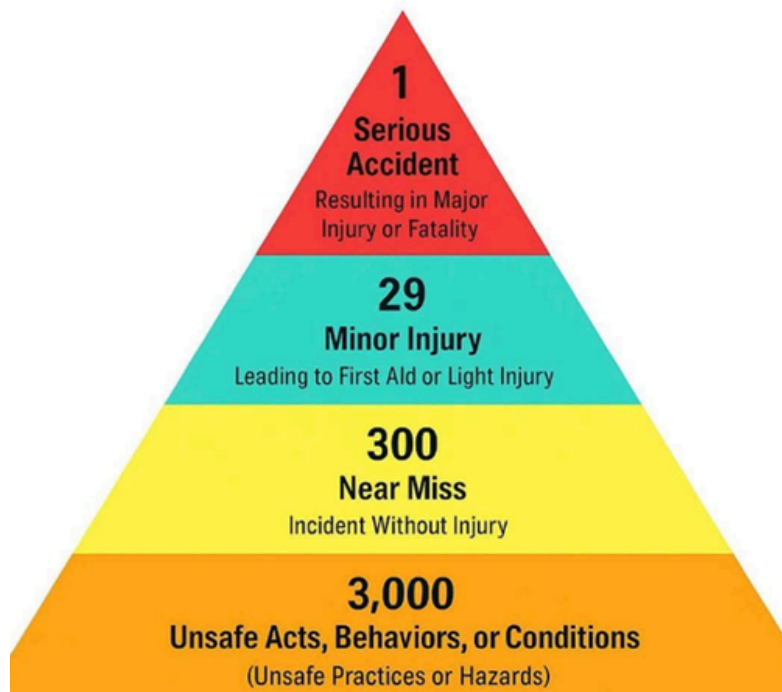 1
Serious
Accident
Resulting in Major
Injury or Fatality
29
Minor Injury
Leading to First Ald or Light Injury
300
Near Miss
Incident Without Injury
3,000
Unsafe Acts, Behaviors, or Conditions
(Unsafe Practices or Hazards)